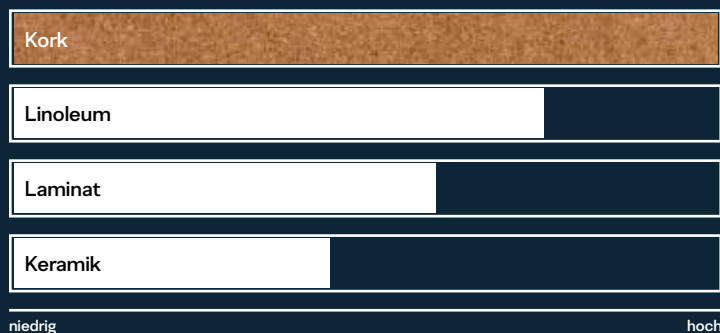 Kork
Linoleum
Laminat
Keramik
niedrig hoch